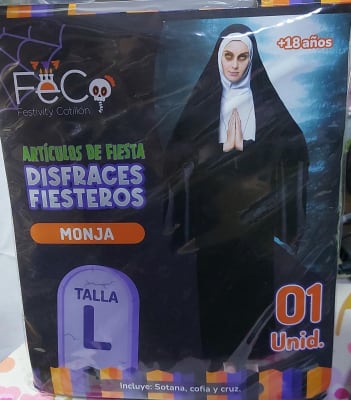 +18 años
FeCo
Festivity Cotillón
ARTÍCULOS DE FIESTA
DISFRACES
FIESTEROS
MONJA
TALLA
L
01
Unid.
Incluye: Sotana, cofia y cruz.